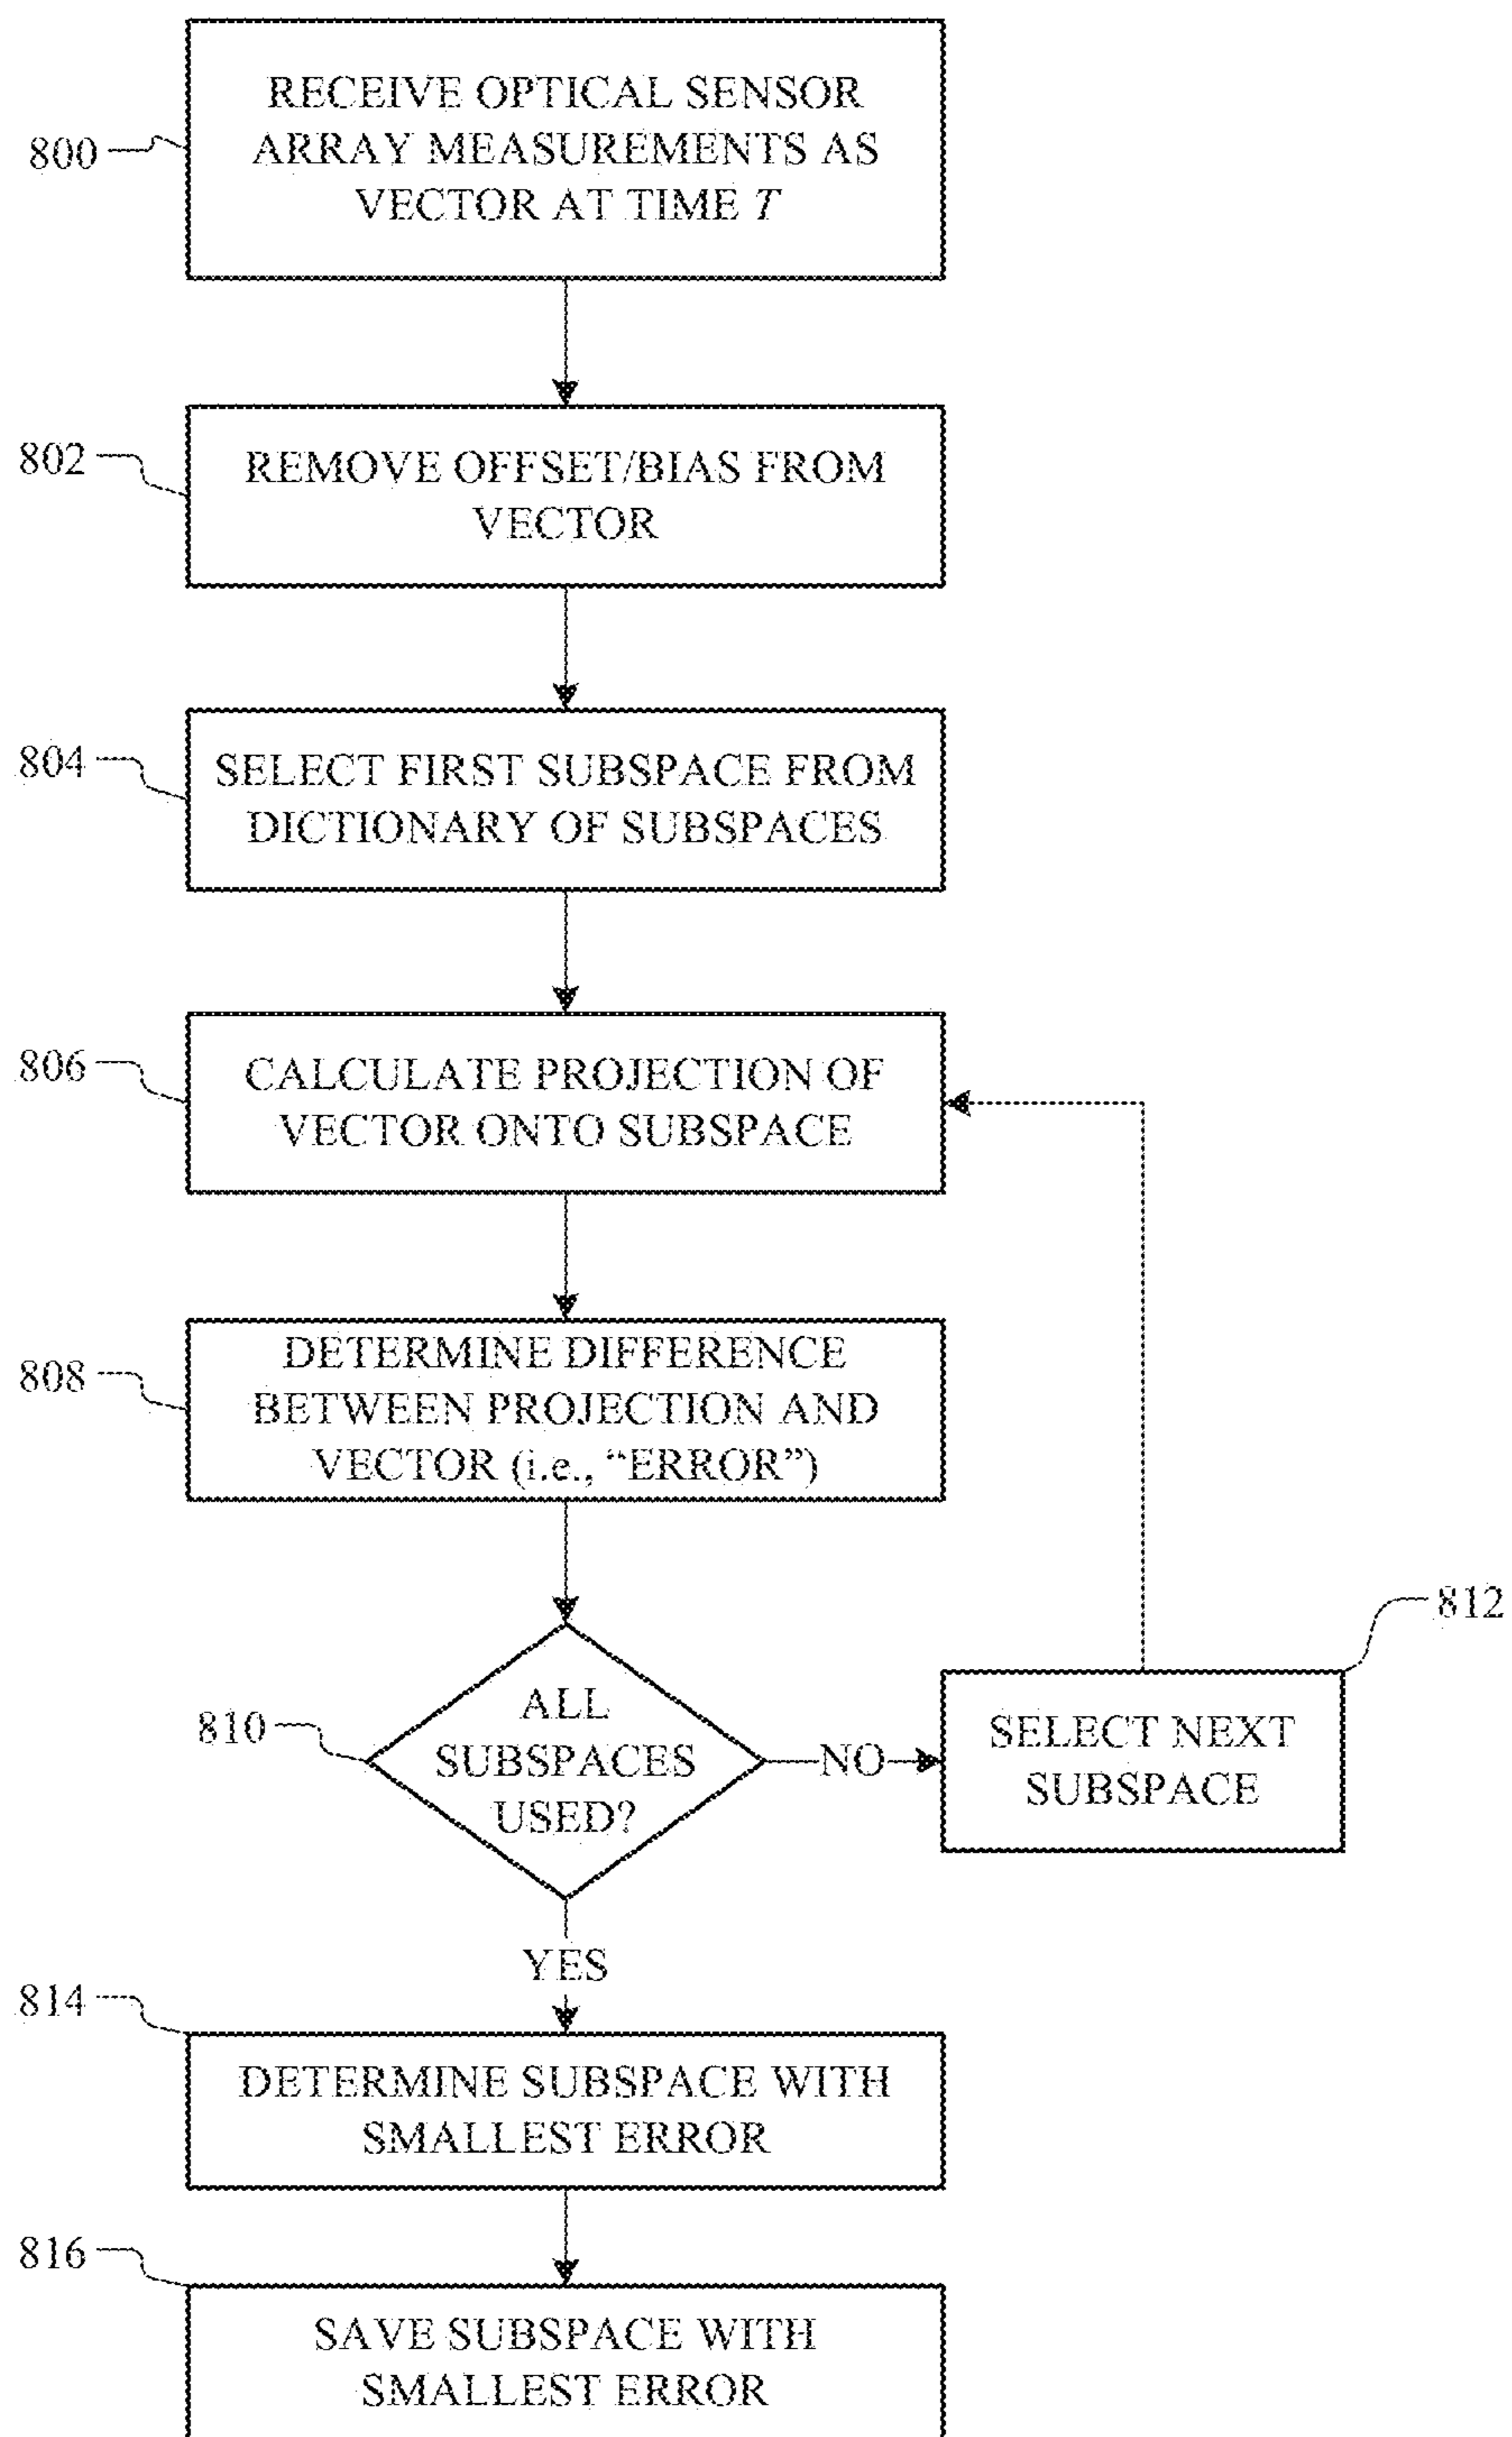 800
RECEIVE OPTICAL SENSOR
ARRAY MEASUREMENTS AS
VECTOR AT TIME T
802
REMOVE OFFSET/BIAS FROM
VECTOR
804
SELECT FIRST SUBSPACE FROM
DICTIONARY OF SUBSPACES
806
CALCULATE PROJECTION OF
VECTOR ONTO SUBSPACE
808
DETERMINE DIFFERENCE
BETWEEN PROJECTION AND
VECTOR (i.e., “ERROR”)
810
ALL
SUBSPACES
USED?
NO
812
SELECT NEXT
SUBSPACE
YES
814
DETERMINE SUBSPACE WITH
SMALLEST ERROR
816
SAVE SUBSPACE WITH
SMALLEST ERROR